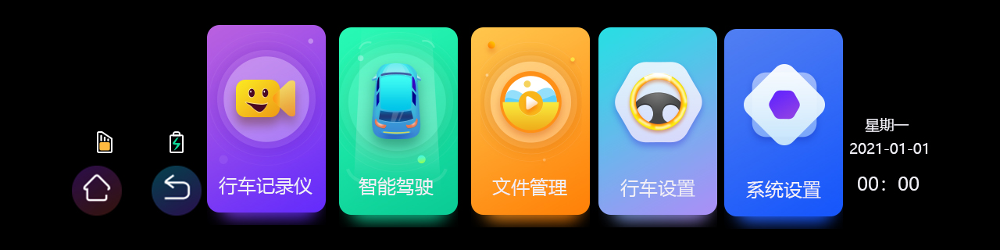 行车记录仪
智能驾驶
文件管理
行车设置
系统设置
星期一
2021-01-01
00：00